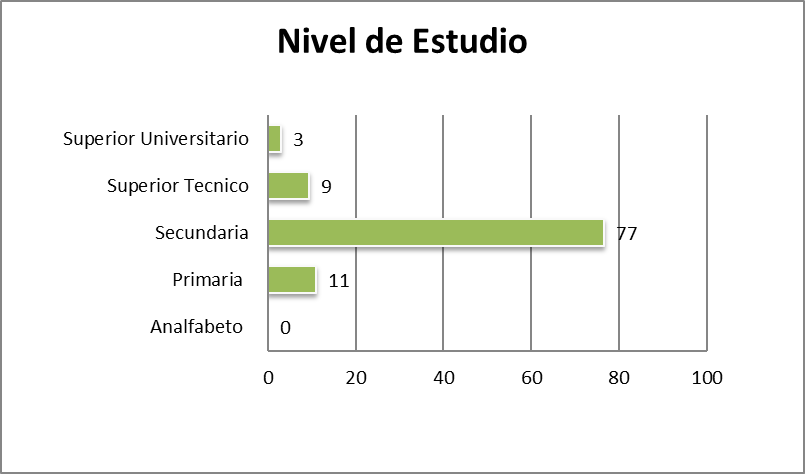 Nivel de Estudio
Superior Universitario 3
Superior Tecnico 9
Secundaria 77
Primaria 11
Analfabeto 0
0 20 40 60 80 100